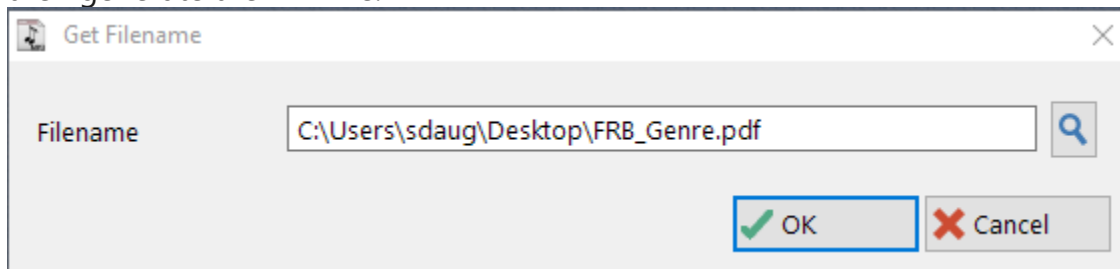 Get Filename
Filename
C:\Users\sdaug\Desktop\FRB_Genre.pdf
OK
Cancel